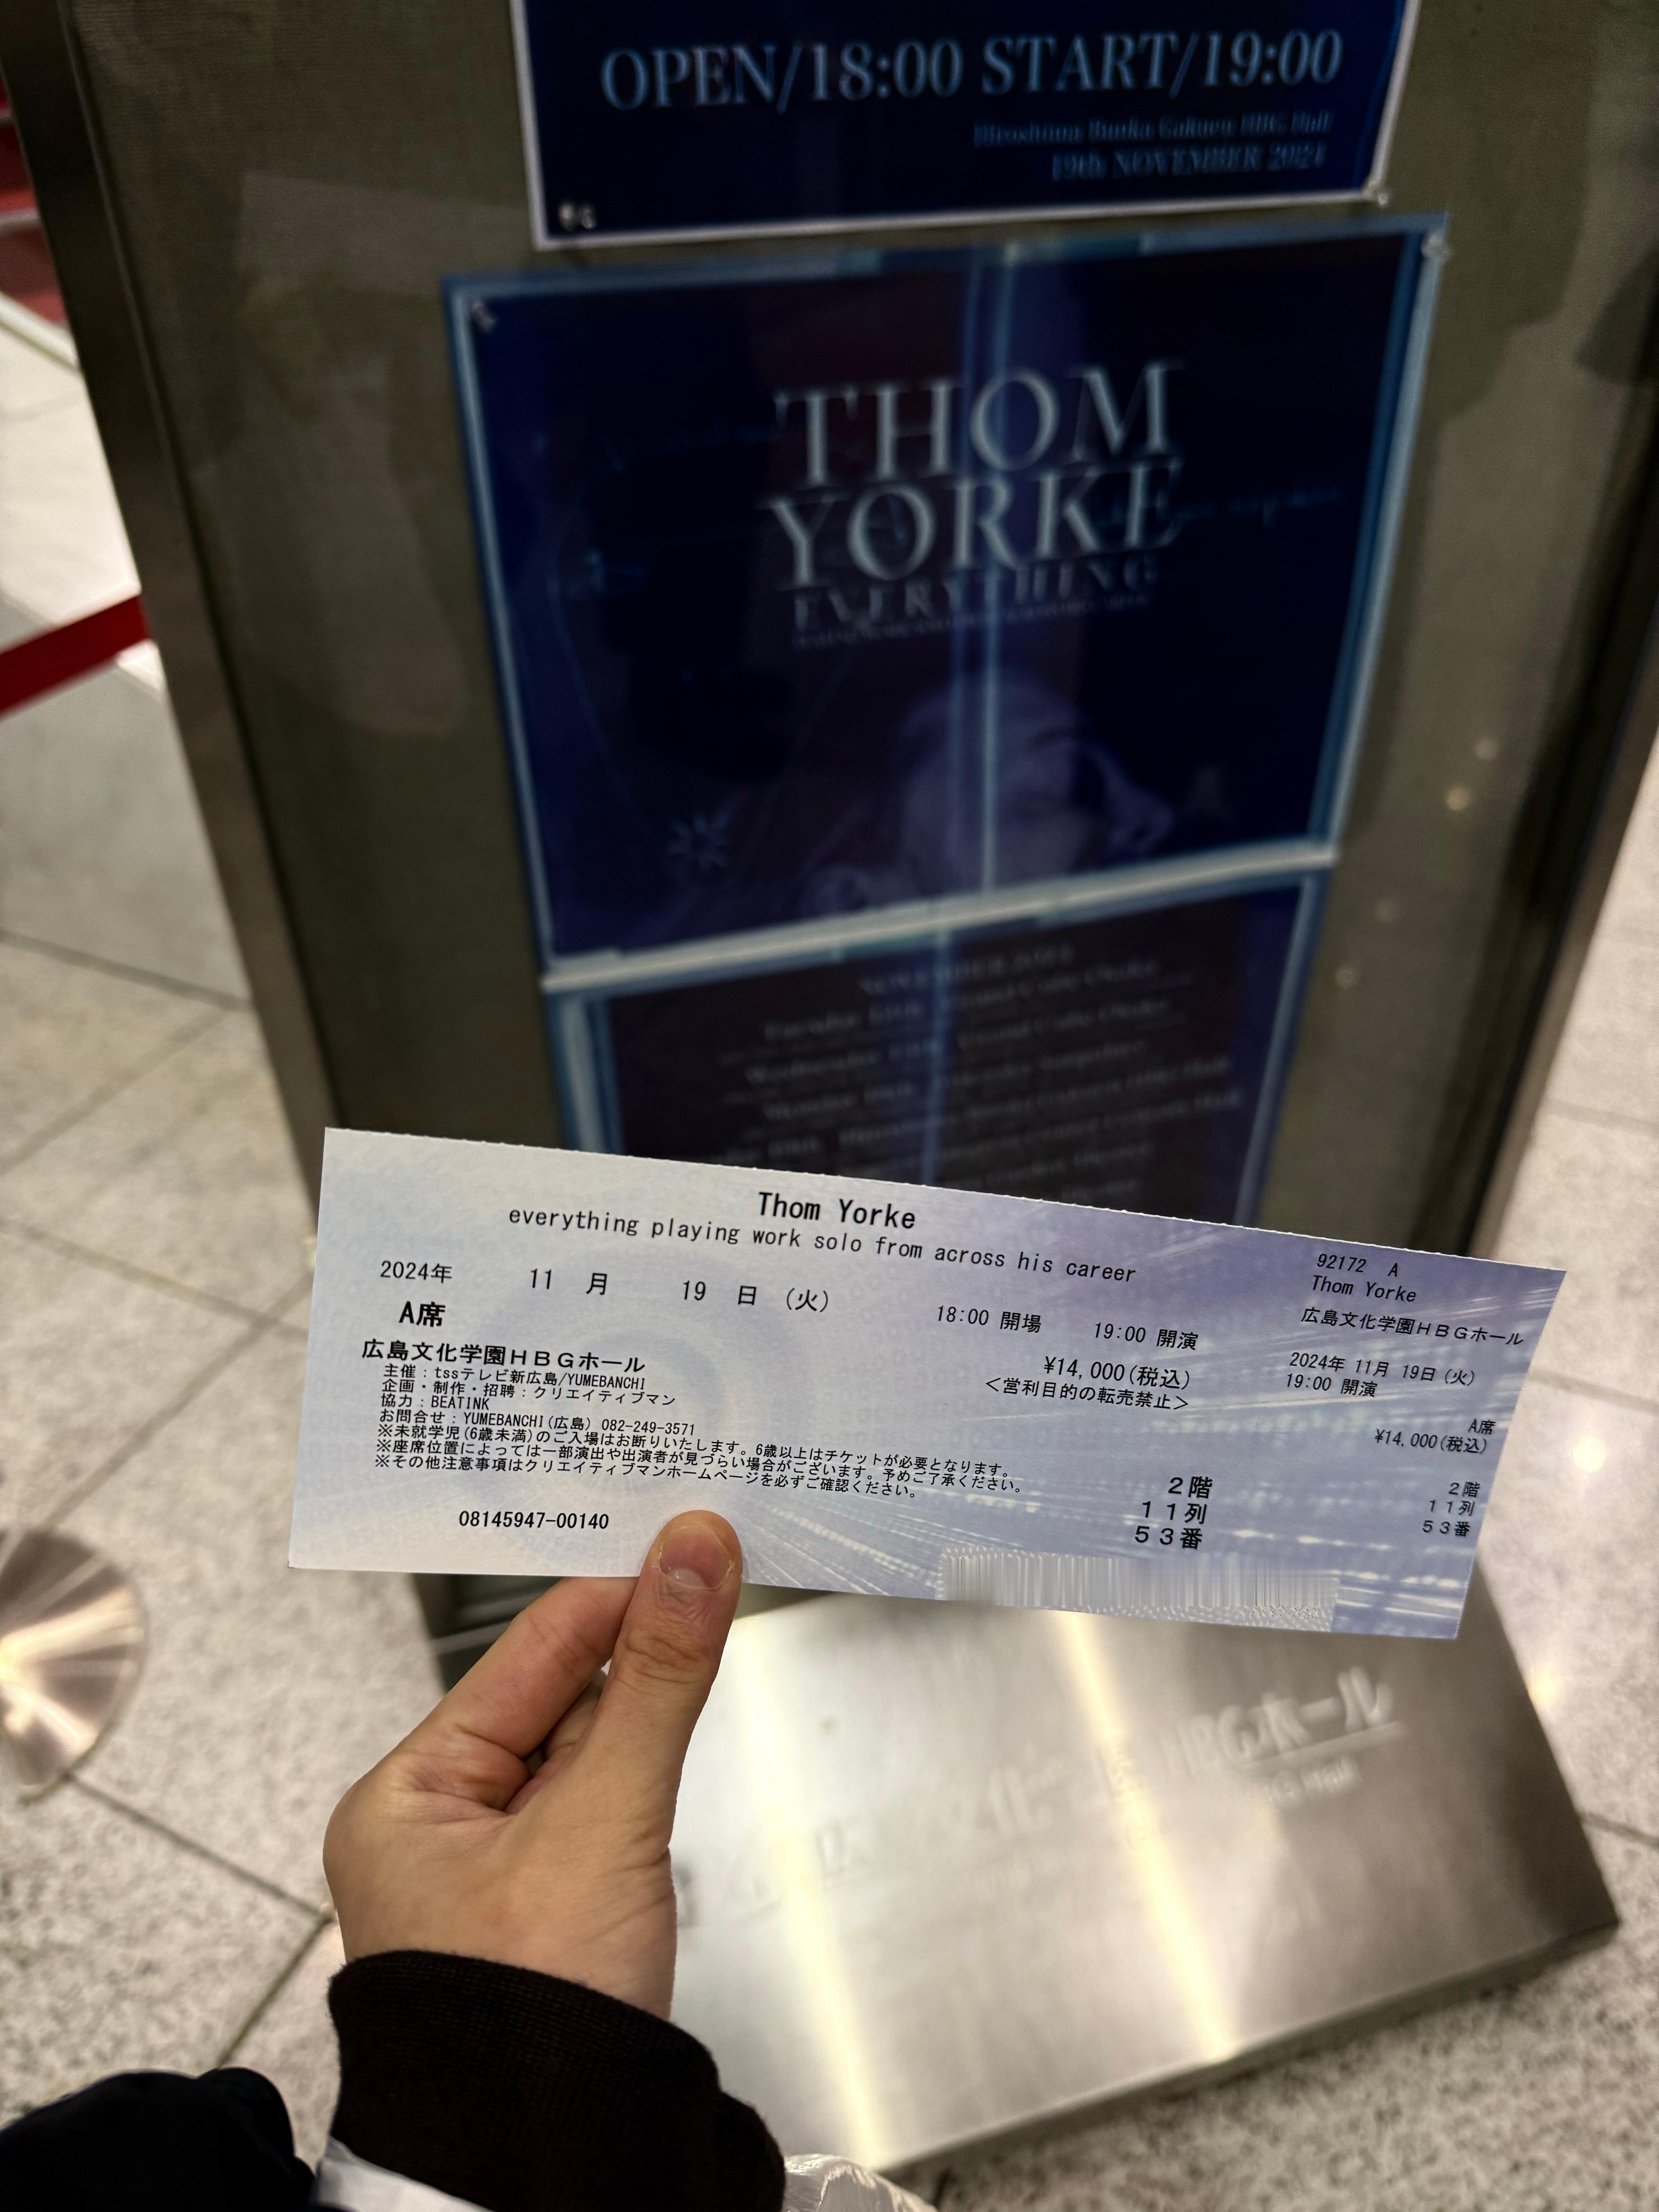 OPEN/18:00 START/19:00
Hiroshima Bunka Gakuen HBG Hall
19th NOVEMBER 2024
THOM
YORKE
EVERYTHING
NOVEMBER 2024
Thom Yorke
everything playing work solo from across his career
2024年 11 月 19 日 (火)
18:00 開場 19:00 開演
A席
¥14,000(税込)
<営利目的の転売禁止>
広島文化学園HBGホール
主催:tssテレビ新広島/YUMEBANCHI
企画・制作・招聘:クリエイティブマン
協力:BEATINK
お問合せ:YUMEBANCHI(広島) 082-249-3571
※未就学児(6歳未満)のご入場はお断りいたします。6歳以上はチケットが必要となります。
※座席位置によっては一部演出や出演者が見づらい場合がございます。予めご了承ください。
※その他注意事項はクリエイティブマンホームページを必ずご確認ください。
2階
11列
53番
08145947-00140
92172 A
Thom Yorke
広島文化学園HBGホール
2024年 11月 19日(火)
19:00 開演
A席
¥14,000(税込)
2階
11列
53番
HBGホール
HBG Hall